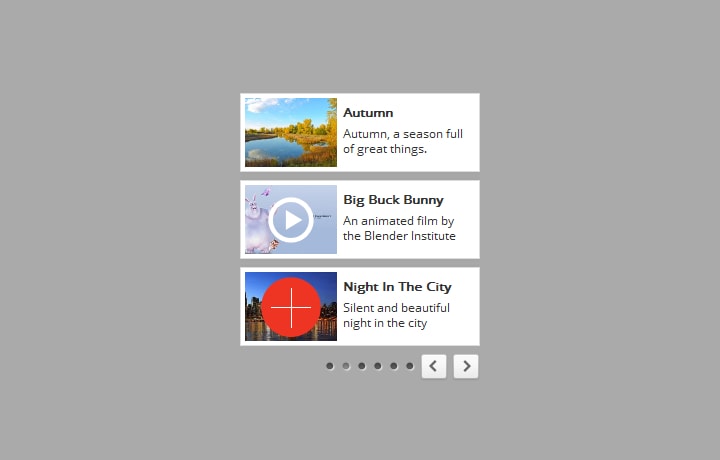 Autumn
Autumn, a season full
of great things.
Big Buck Bunny
An animated film by
the Blender Institute
Night In The City
Silent and beautiful
night in the city